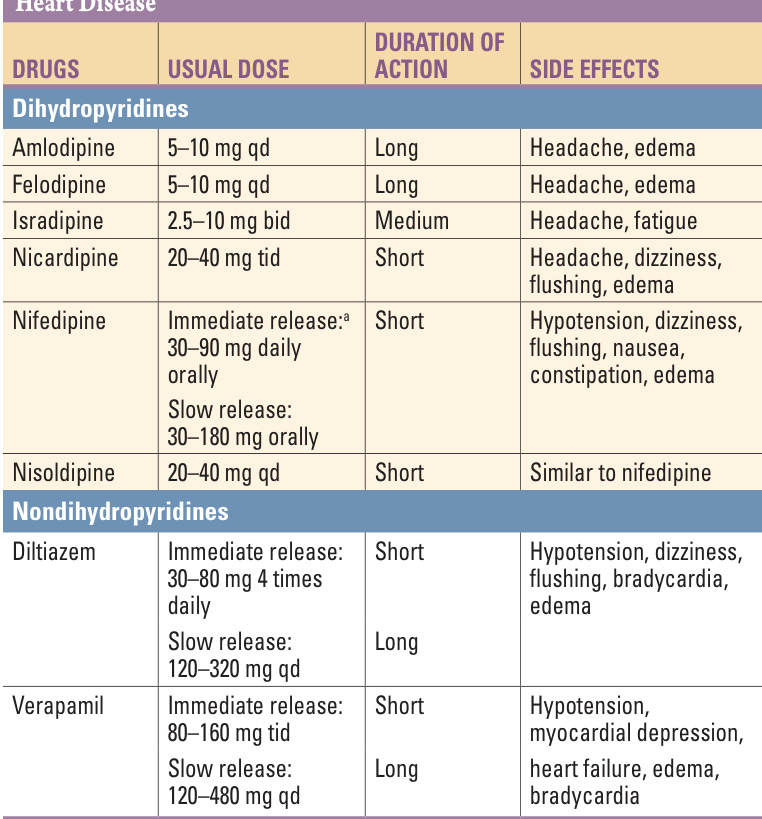 Heart Disease
DRUGS
USUAL DOSE
DURATION OF
ACTION
SIDE EFFECTS
Dihydropyridines
Amlodipine
5–10 mg qd
Long
Headache, edema
Felodipine
5–10 mg qd
Long
Headache, edema
Isradipine
2.5–10 mg bid
Medium
Headache, fatigue
Nicardipine
20–40 mg tid
Short
Headache, dizziness,
flushing, edema
Nifedipine
Immediate release:ᵃ
30–90 mg daily
orally
Slow release:
30–180 mg orally
Short
Hypotension, dizziness,
flushing, nausea,
constipation, edema
Nisoldipine
20–40 mg qd
Short
Similar to nifedipine
Nondihydropyridines
Diltiazem
Immediate release:
30–80 mg 4 times
daily
Slow release:
120–320 mg qd
Short
Long
Hypotension, dizziness,
flushing, bradycardia,
edema
Verapamil
Immediate release:
80–160 mg tid
Slow release:
120–480 mg qd
Short
Long
Hypotension,
myocardial depression,
heart failure, edema,
bradycardia